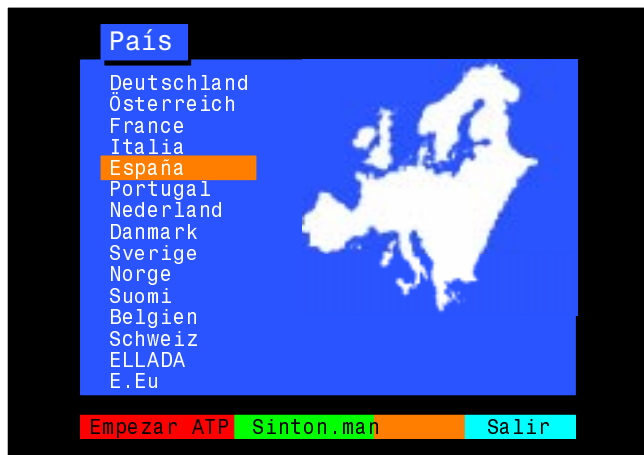 País
Deutschland
Österreich
France
Italia
España
Portugal
Nederland
Danmark
Sverige
Norge
Suomi
Belgien
Schweiz
ELLADA
E.Eu
Empezar ATP Sinton.man Salir